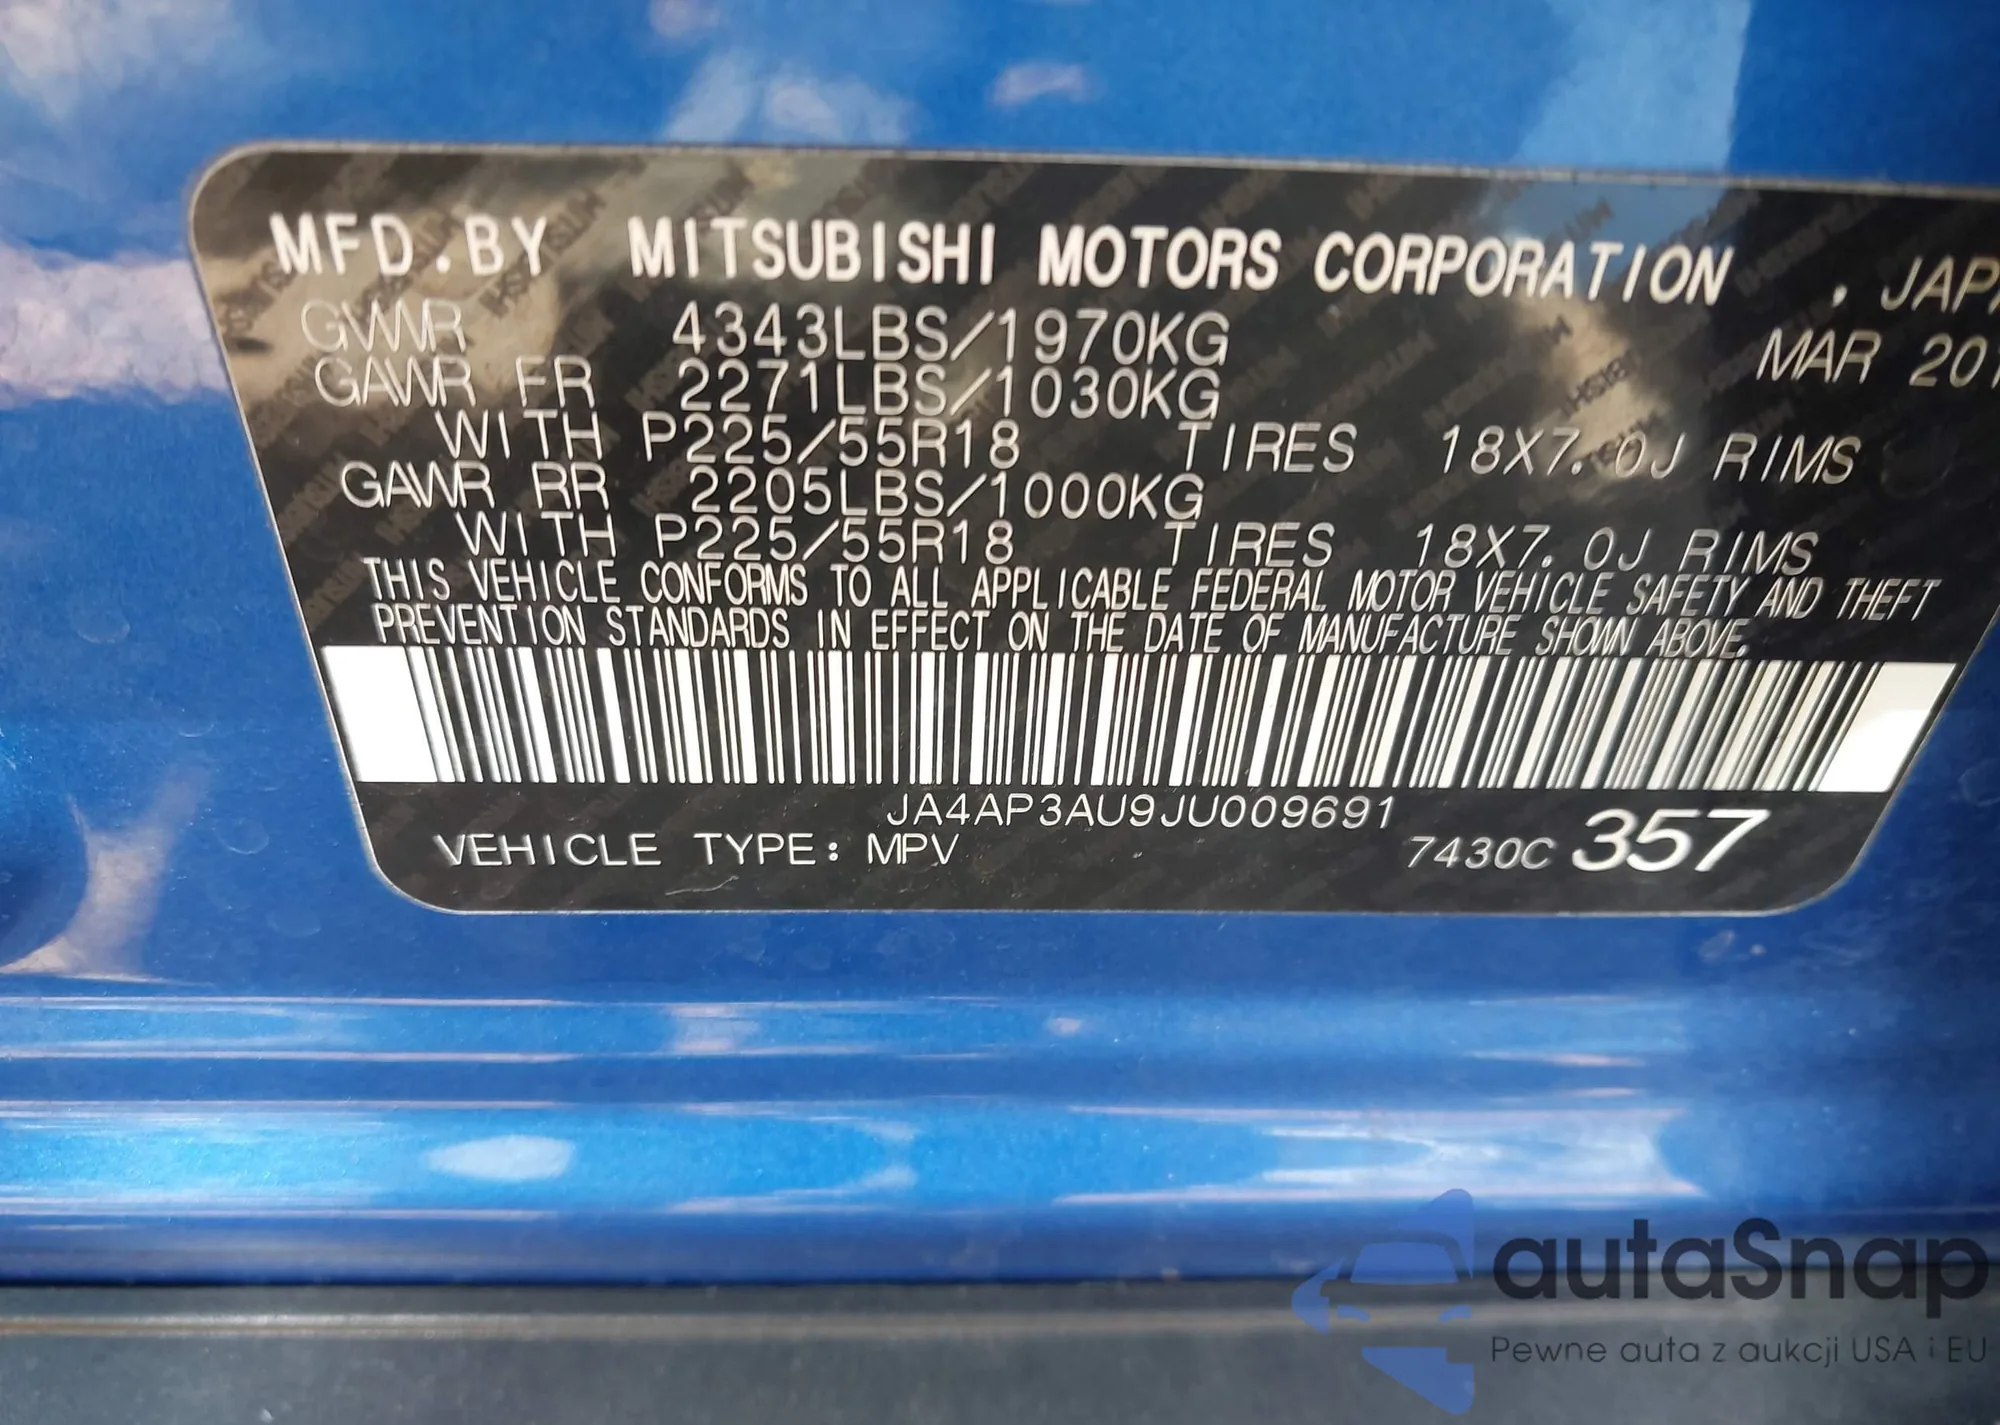 MFD.BY MITSUBISHI MOTORS CORPORATION , JAPA
GVWR 4343LBS/1970KG MAR 201
GAWR FR 2271LBS/1030KG
WITH P225/55R18 TIRES 18X7.0J RIMS
GAWR RR 2205LBS/1000KG
WITH P225/55R18 TIRES 18X7.0J RIMS
THIS VEHICLE CONFORMS TO ALL APPLICABLE FEDERAL MOTOR VEHICLE SAFETY AND THEFT
PREVENTION STANDARDS IN EFFECT ON THE DATE OF MANUFACTURE SHOWN ABOVE.
JA4AP3AU9JU009691
VEHICLE TYPE: MPV 7430C 357
autaSnap
Pewne auta z aukcji USA i EU